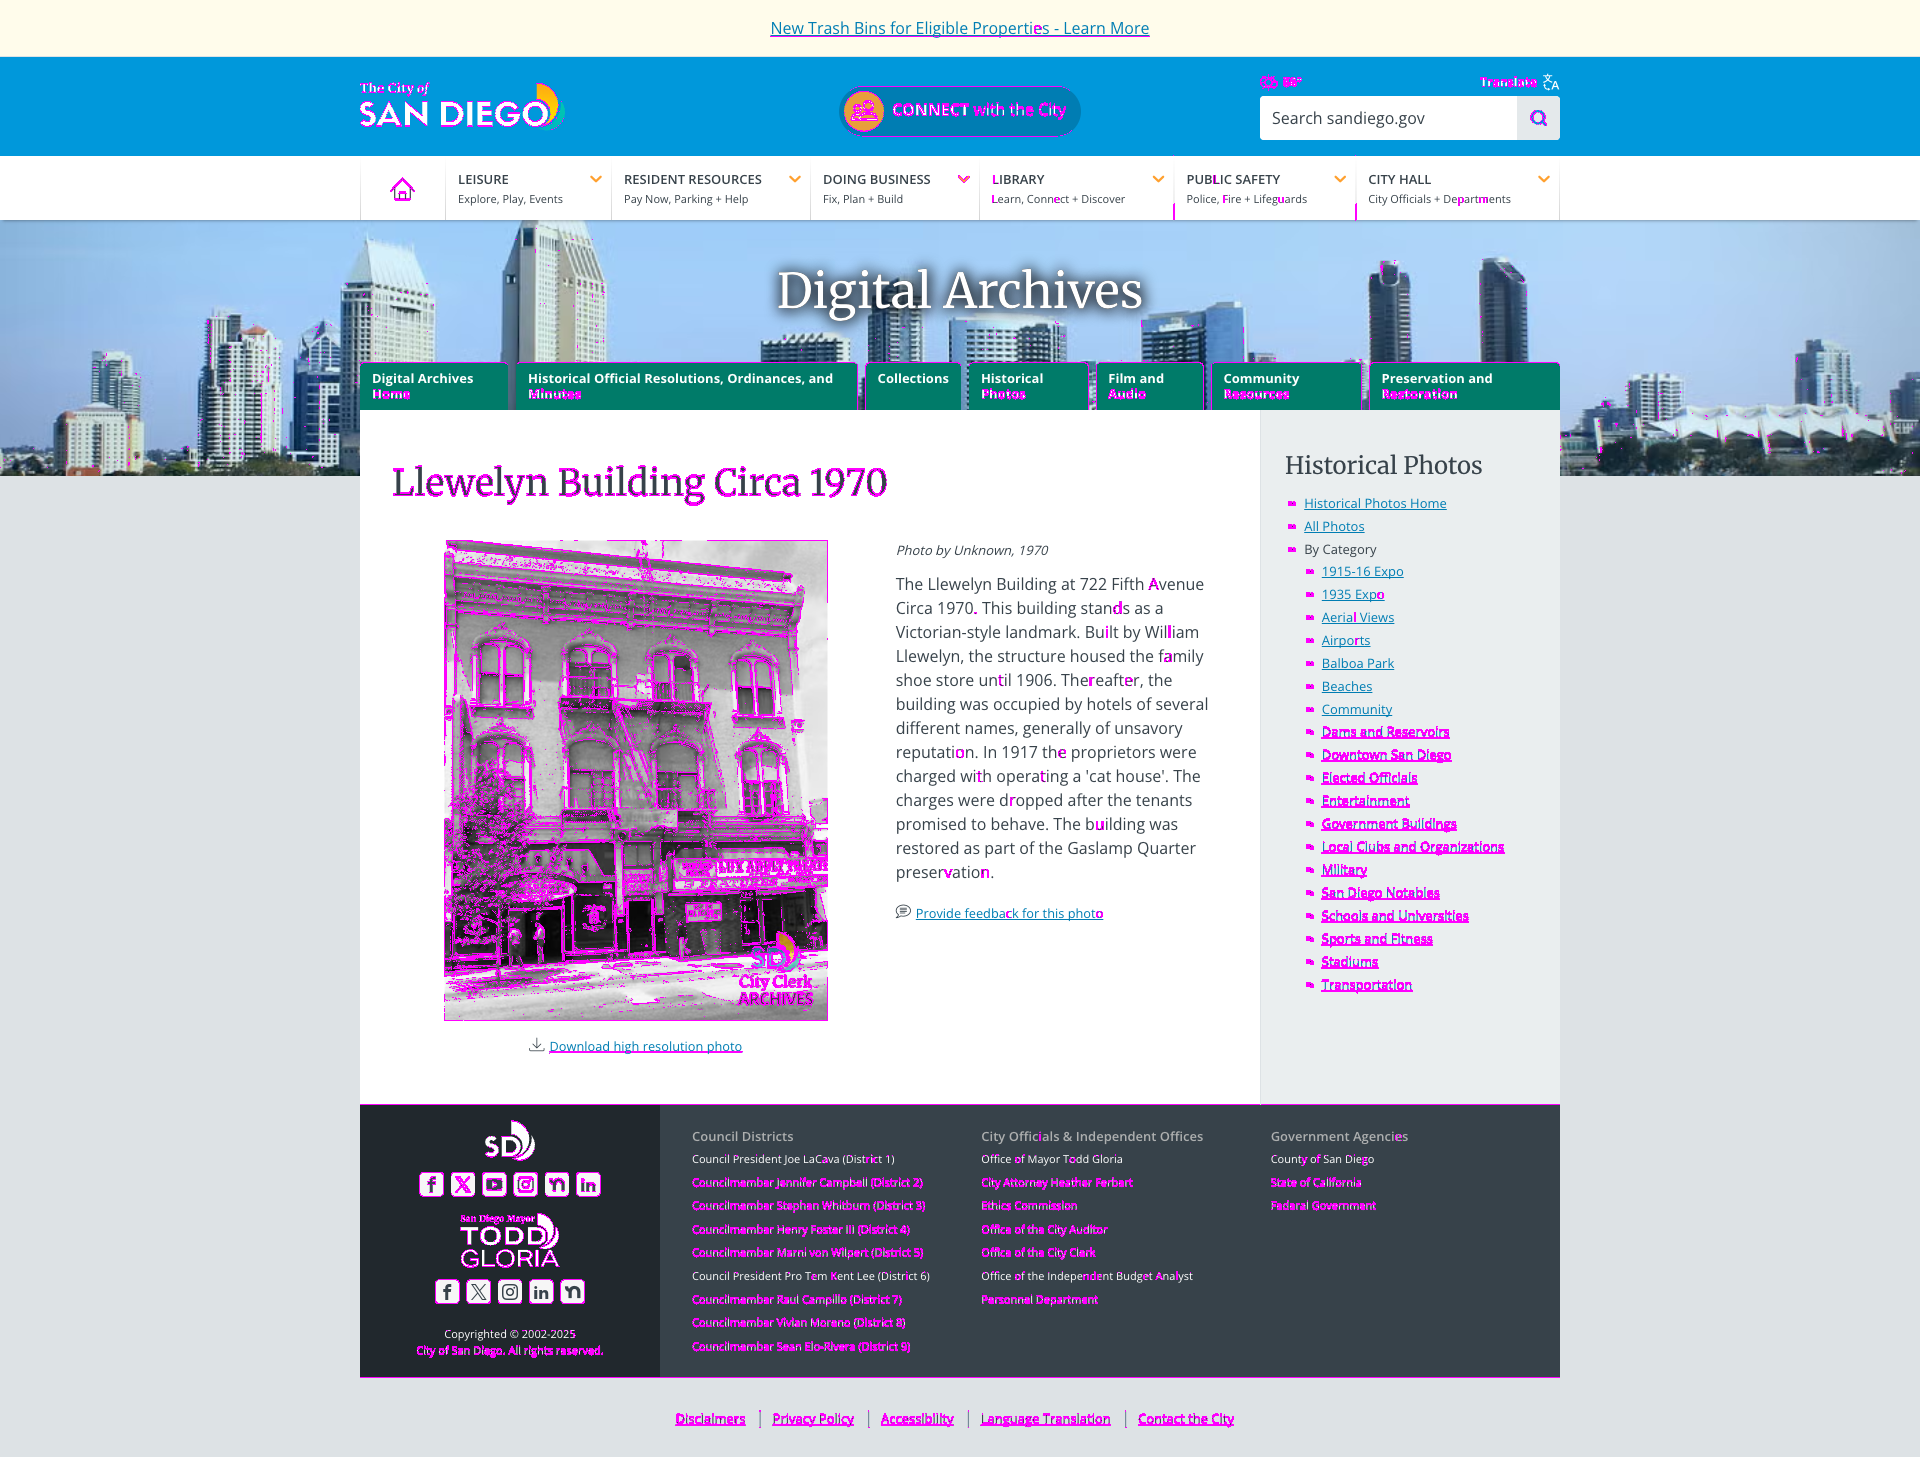 New Trash Bins for Eligible Properties - Learn More
The City of
SAN DIEGO
CONNECT with the City
Translate
Search sandiego.gov
LEISURE
Explore, Play, Events
RESIDENT RESOURCES
Pay Now, Parking + Help
DOING BUSINESS
Fix, Plan + Build
LIBRARY
Learn, Connect + Discover
PUBLIC SAFETY
Police, Fire + Lifeguards
CITY HALL
City Officials + Departments
Digital Archives
Digital Archives
Home
Historical Official Resolutions, Ordinances, and
Minutes
Collections
Historical
Photos
Film and
Audio
Community
Resources
Preservation and
Restoration
Llewelyn Building Circa 1970
Photo by Unknown, 1970
The Llewelyn Building at 722 Fifth Avenue
Circa 1970. This building stands as a
Victorian-style landmark. Built by William
Llewelyn, the structure housed the family
shoe store until 1906. Thereafter, the
building was occupied by hotels of several
different names, generally of unsavory
reputation. In 1917 the proprietors were
charged with operating a 'cat house'. The
charges were dropped after the tenants
promised to behave. The building was
restored as part of the Gaslamp Quarter
preservation.
Provide feedback for this photo
SD
City Clerk
ARCHIVES
Download high resolution photo
Historical Photos
Historical Photos Home
All Photos
By Category
1915-16 Expo
1935 Expo
Aerial Views
Airports
Balboa Park
Beaches
Community
Dams and Reservoirs
Downtown San Diego
Elected Officials
Entertainment
Government Buildings
Local Clubs and Organizations
Military
San Diego Notables
Schools and Universities
Sports and Fitness
Stadiums
Transportation
SD
San Diego Mayor
TODD
GLORIA
Copyrighted © 2002-2025
City of San Diego. All rights reserved.
Council Districts
Council President Joe LaCava (District 1)
Councilmember Jennifer Campbell (District 2)
Councilmember Stephen Whitburn (District 3)
Councilmember Henry Foster III (District 4)
Councilmember Marni von Wilpert (District 5)
Council President Pro Tem Kent Lee (District 6)
Councilmember Raul Campillo (District 7)
Councilmember Vivian Moreno (District 8)
Councilmember Sean Elo-Rivera (District 9)
City Officials & Independent Offices
Office of Mayor Todd Gloria
City Attorney Heather Ferbert
Ethics Commission
Office of the City Auditor
Office of the City Clerk
Office of the Independent Budget Analyst
Personnel Department
Government Agencies
County of San Diego
State of California
Federal Government
Disclaimers
Privacy Policy
Accessibility
Language Translation
Contact the City